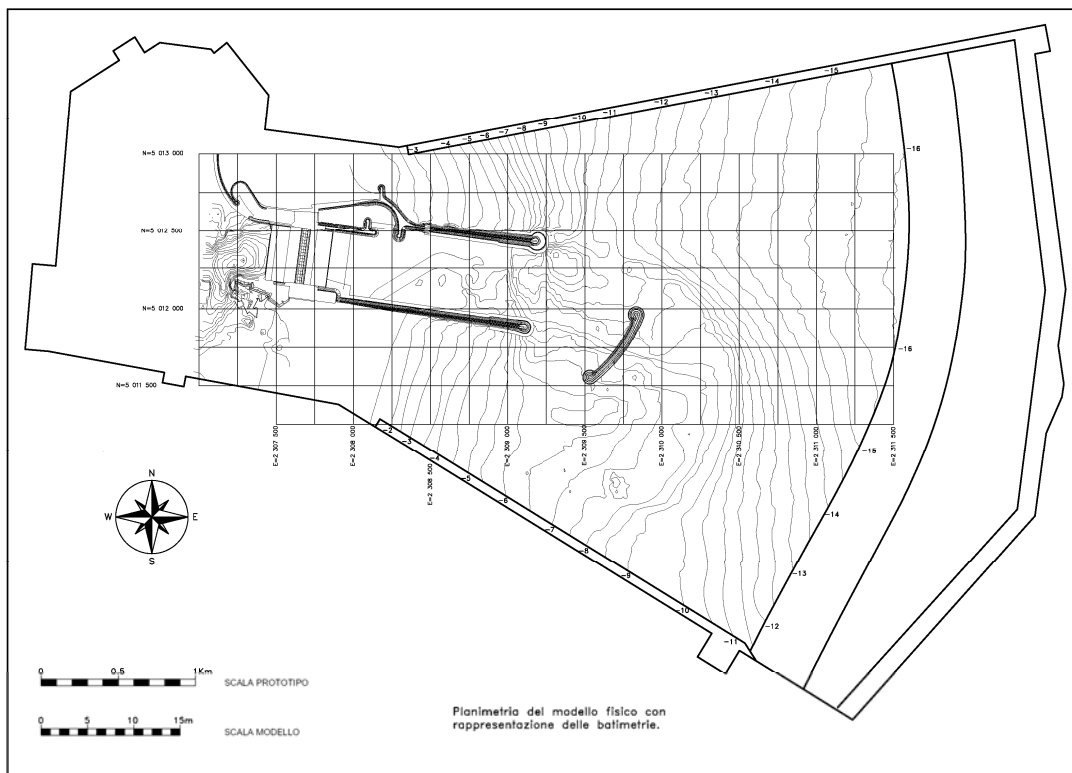 -15
-14
-13
-12
-11
-10
-9
-8
-7
-6
-5
-4
-3
-16
N=5 013 000
N=5 012 500
N=5 012 000
N=5 011 500
-16
E=2 307 500
E=2 308 000
E=2 308 500
E=2 309 000
E=2 309 500
E=2 310 000
E=2 310 500
E=2 311 000
E=2 311 500
-2
-3
-4
-5
-6
-7
-8
-9
-10
-11
-12
-13
-14
-15
N
W E
S
0 0.5 1Km
SCALA PROTOTIPO
0 5 10 15m
SCALA MODELLO
Planimetria del modello fisico con
rappresentazione delle batimetrie.